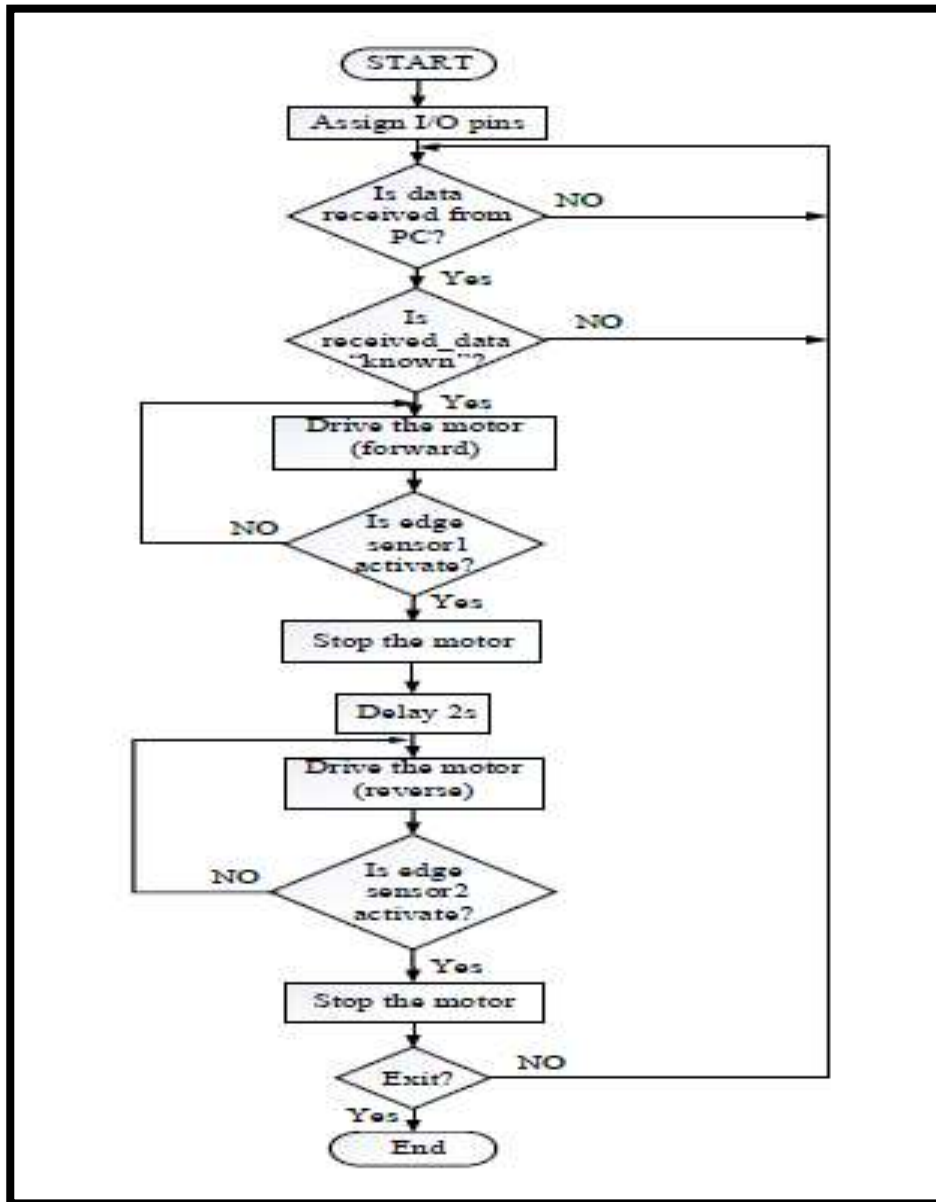 START
Assign I/O pins
Is data
received from
PC?
NO
Yes
Is
received_data
“known”?
NO
Yes
Drive the motor
(forward)
Is edge
sensor1
activate?
NO
Yes
Stop the motor
Delay 2s
Drive the motor
(reverse)
Is edge
sensor2
activate?
NO
Yes
Stop the motor
Exit?
NO
Yes
End